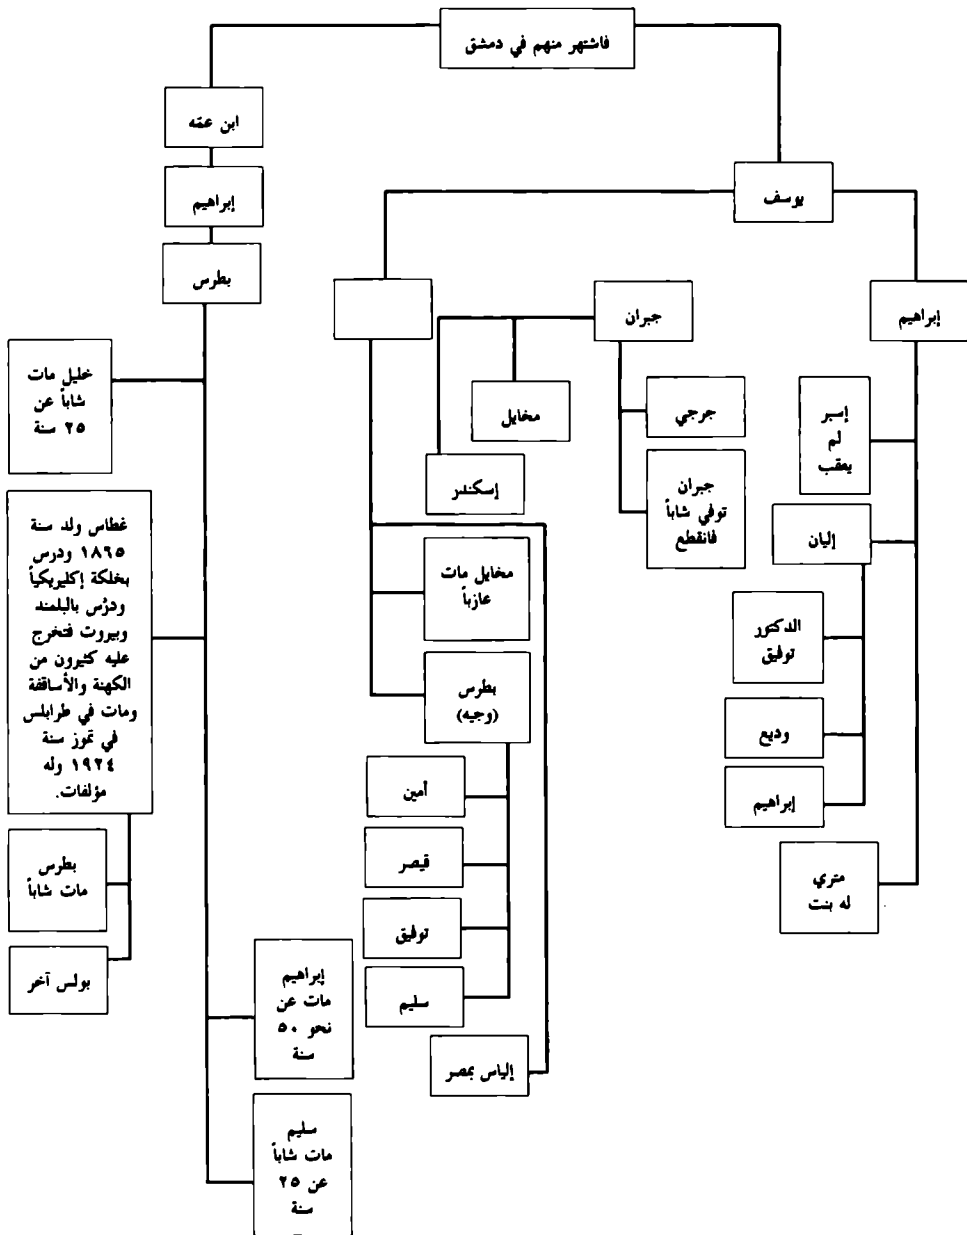 فاشتهر منهم في دمشق
يوسف
إبراهيم
إسبر
لم
يعقب
إليان
الدكتور
توفيق
وديع
إبراهيم
متري
له بنت
جبران
جرجي
جبران
توفي شاباً
فانقطع
مخايل
إسكندر
مخايل مات
عازباً
بطرس
(وجيه)
أمين
قيصر
توفيق
سليم
إلياس بمصر
ابن عمه
إبراهيم
بطرس
خليل مات
شاباً عن
٢٥ سنة
غطاس ولد سنة
١٨٦٥ ودرس
بخلكة إكليريكياً
ودرّس بالبلمند
وبيروت فتخرج
عليه كثيرون من
الكهنة والأساقفة
ومات في طرابلس
في تموز سنة
١٩٢٤ وله
مؤلفات.
بطرس
مات شاباً
بولس آخر
إبراهيم
مات عن
نحو ٥٠
سنة
سليم
مات شاباً
عن ٢٥
سنة